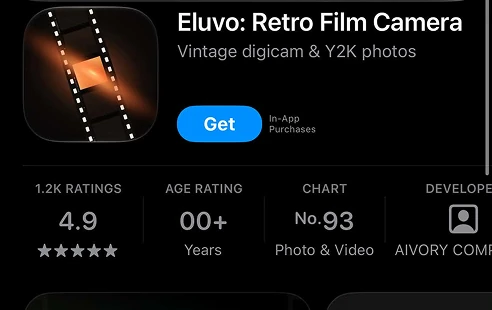 Eluvo: Retro Film Camera
Vintage digicam & Y2K photos
Get
In-App
Purchases
1.2K RATINGS
4.9
AGE RATING
00+
Years
CHART
No.93
Photo & Video
DEVELOPE
AIVORY COMP